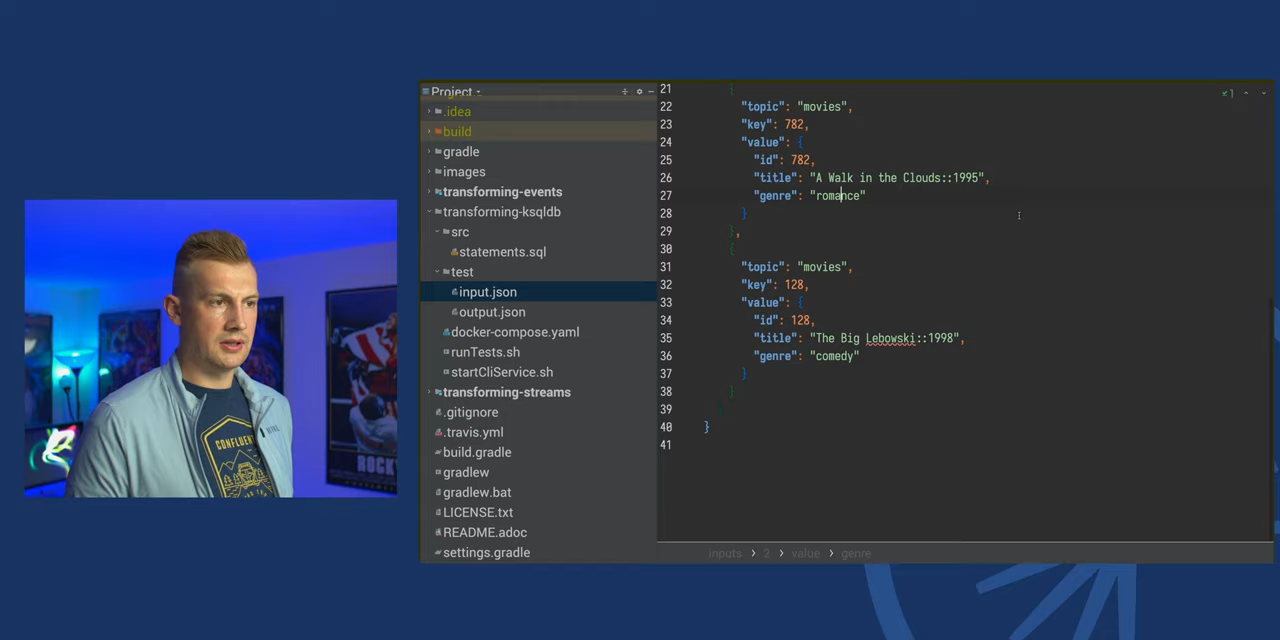 CONFLUENT
ROCKY
Project
.idea
build
gradle
images
transforming-events
transforming-ksqldb
src
statements.sql
test
input.json
output.json
docker-compose.yaml
runTests.sh
startCliService.sh
transforming-streams
.gitignore
.travis.yml
build.gradle
gradlew
gradlew.bat
LICENSE.txt
README.adoc
settings.gradle
21 {
22 "topic": "movies",
23 "key": 782,
24 "value": {
25 "id": 782,
26 "title": "A Walk in the Clouds::1995",
27 "genre": "romance"
28 }
29 },
30 {
31 "topic": "movies",
32 "key": 128,
33 "value": {
34 "id": 128,
35 "title": "The Big Lebowski::1998",
36 "genre": "comedy"
37 }
38 }
39 ]
40 }
41
1
inputs › 2 › value › genre